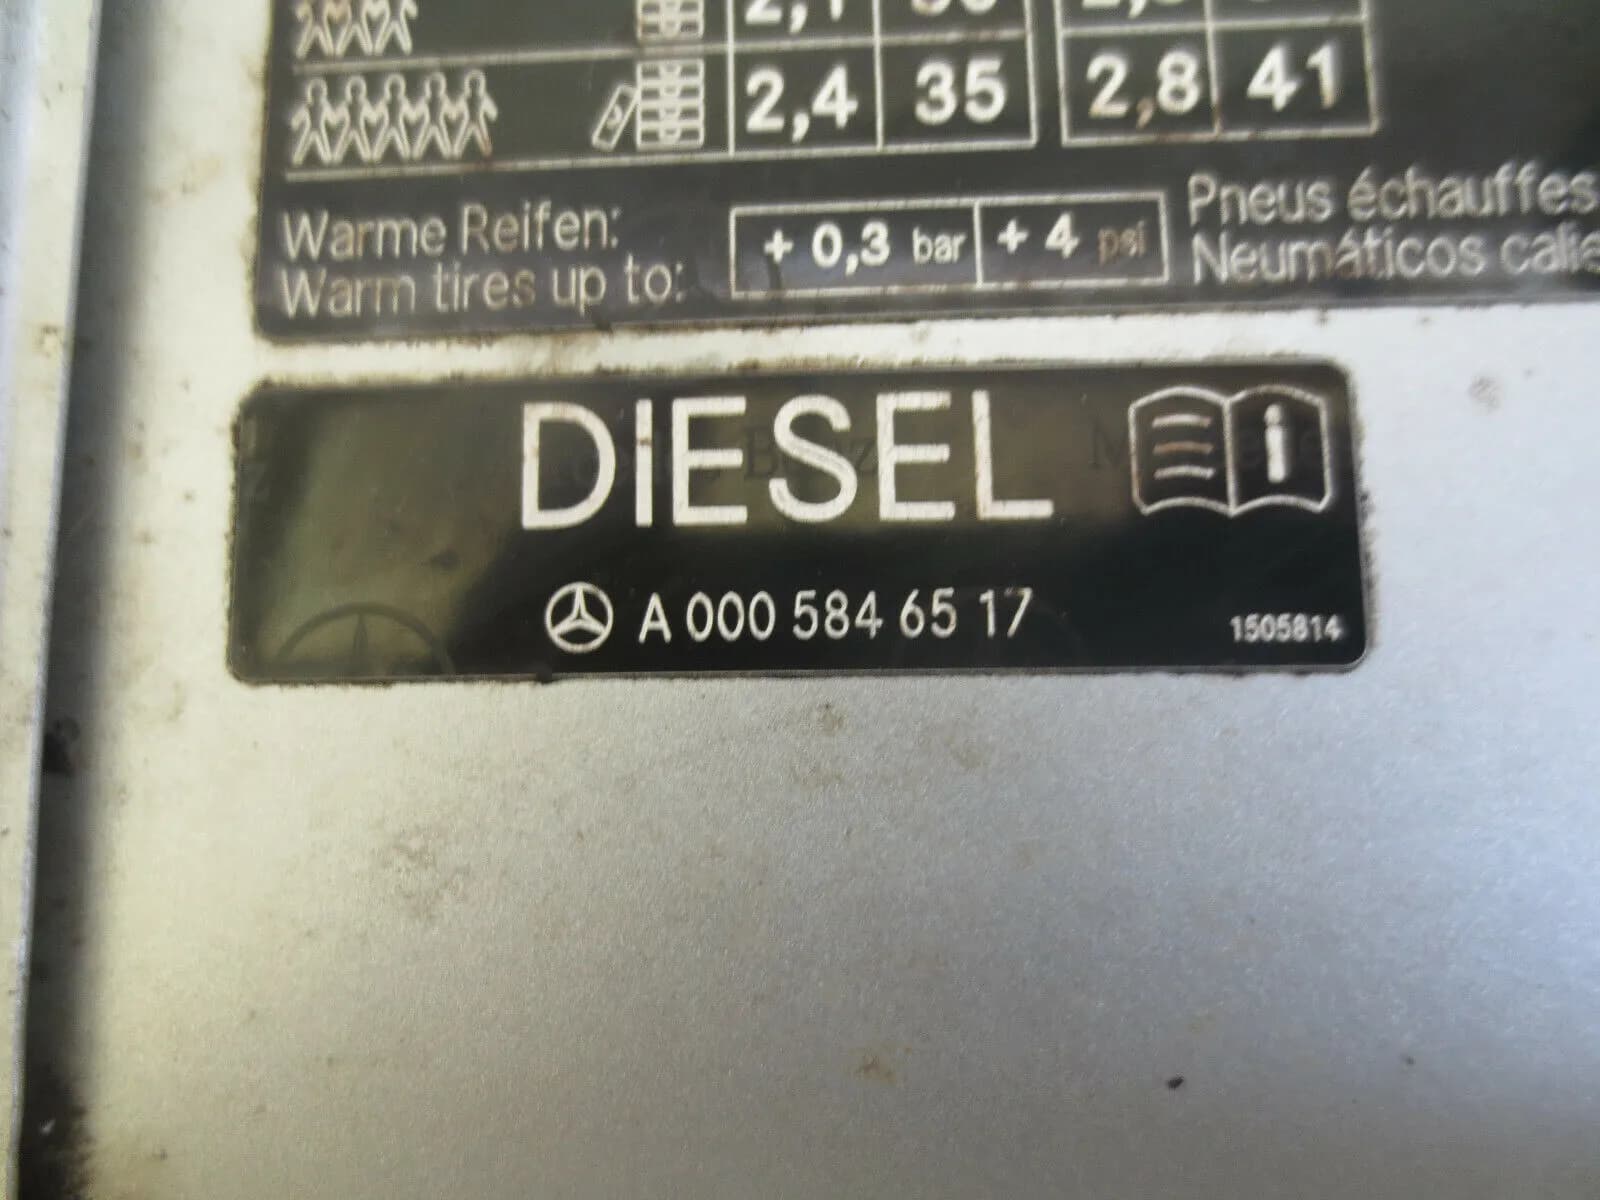 2,4 35 2,8 41
Warme Reifen:
Warm tires up to:
+ 0,3 bar + 4 psi
Pneus échauffes
Neumáticos
DIESEL
A 000 584 65 17
1505814